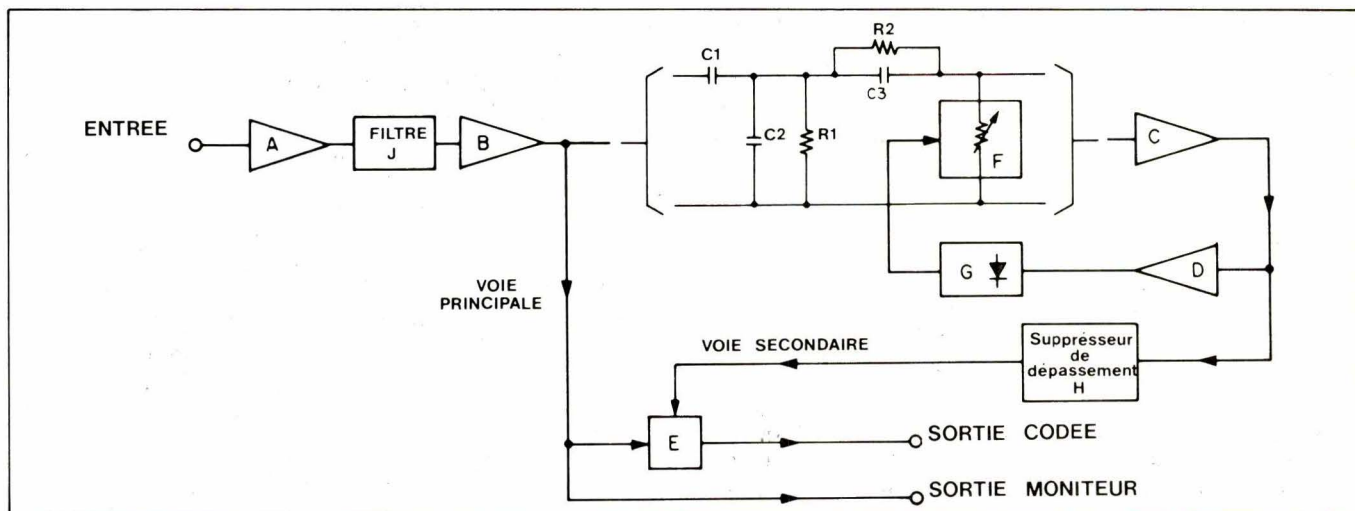 ENTREE
A
FILTRE
J
B
C1
C2
R1
R2
C3
F
C
G
D
VOIE
PRINCIPALE
VOIE SECONDAIRE
Suppresseur
de
dépassement
H
E
SORTIE CODEE
SORTIE MONITEUR